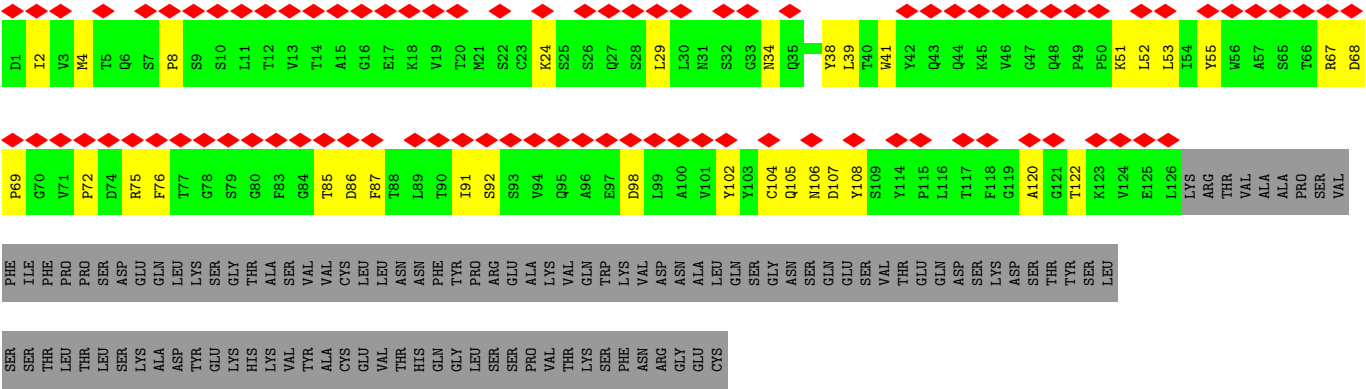 D1 I2 V3 M4 T5 Q6 S7 P8 S9 S10 L11 T12 V13 T14 A15 G16 E17 K18 V19 T20 M21 S22 C23 K24 S25 S26 Q27 S28 L29 L30 N31 S32 G33 N34 Q35 Y38 L39 T40 W41 Y42 Q43 Q44 K45 V46 G47 Q48 P49 P50 K51 L52 L53 I54 Y55 W56 A57 S65 T66 R67 D68
P69 G70 V71 P72 D74 R75 F76 T77 G78 S79 G80 F83 G84 T85 D86 F87 T88 L89 T90 I91 S92 S93 V94 Q95 A96 E97 D98 L99 A100 V101 Y102 Y103 C104 Q105 N106 D107 Y108 S109 Y114 P115 L116 T117 F118 G119 A120 G121 T122 K123 V124 E125 L126 LYS ARG THR VAL ALA ALA PRO SER VAL
PHE ILE PHE PRO PRO SER ASP GLU GLN LEU LYS SER GLY THR ALA SER VAL VAL CYS LEU LEU ASN ASN PHE TYR PRO ARG GLU ALA LYS VAL GLN TRP LYS VAL ASP ASN ALA LEU GLN SER GLY ASN SER GLN GLU SER VAL THR GLU GLN ASP SER LYS ASP SER THR TYR SER LEU
SER SER THR LEU THR LEU SER LYS ALA ASP TYR GLU LYS HIS LYS VAL TYR ALA CYS GLU VAL THR HIS GLN GLY LEU SER SER PRO VAL THR LYS SER PHE ASN ARG GLY GLU CYS